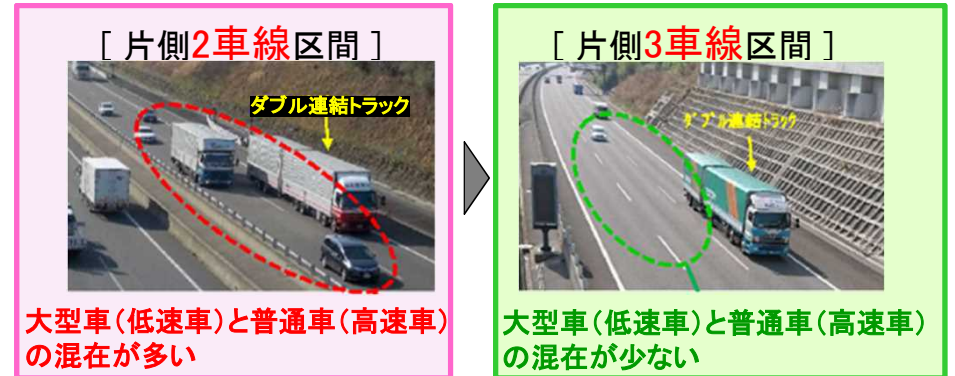 [ 片側2車線区間 ]
ダブル連結トラック
大型車(低速車)と普通車(高速車)
の混在が多い
[ 片側3車線区間 ]
ダブル連結トラック
大型車(低速車)と普通車(高速車)
の混在が少ない